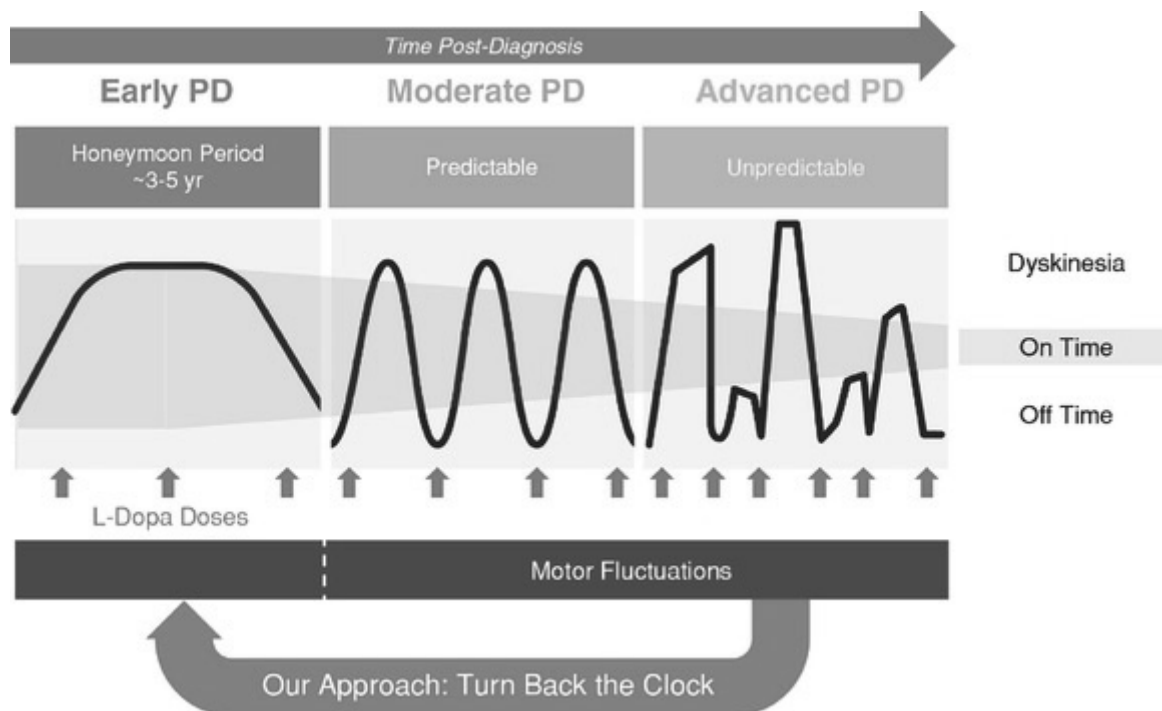 Time Post-Diagnosis
Early PD
Moderate PD
Advanced PD
Honeymoon Period
~3-5 yr
Predictable
Unpredictable
Dyskinesia
On Time
Off Time
L-Dopa Doses
Motor Fluctuations
Our Approach: Turn Back the Clock